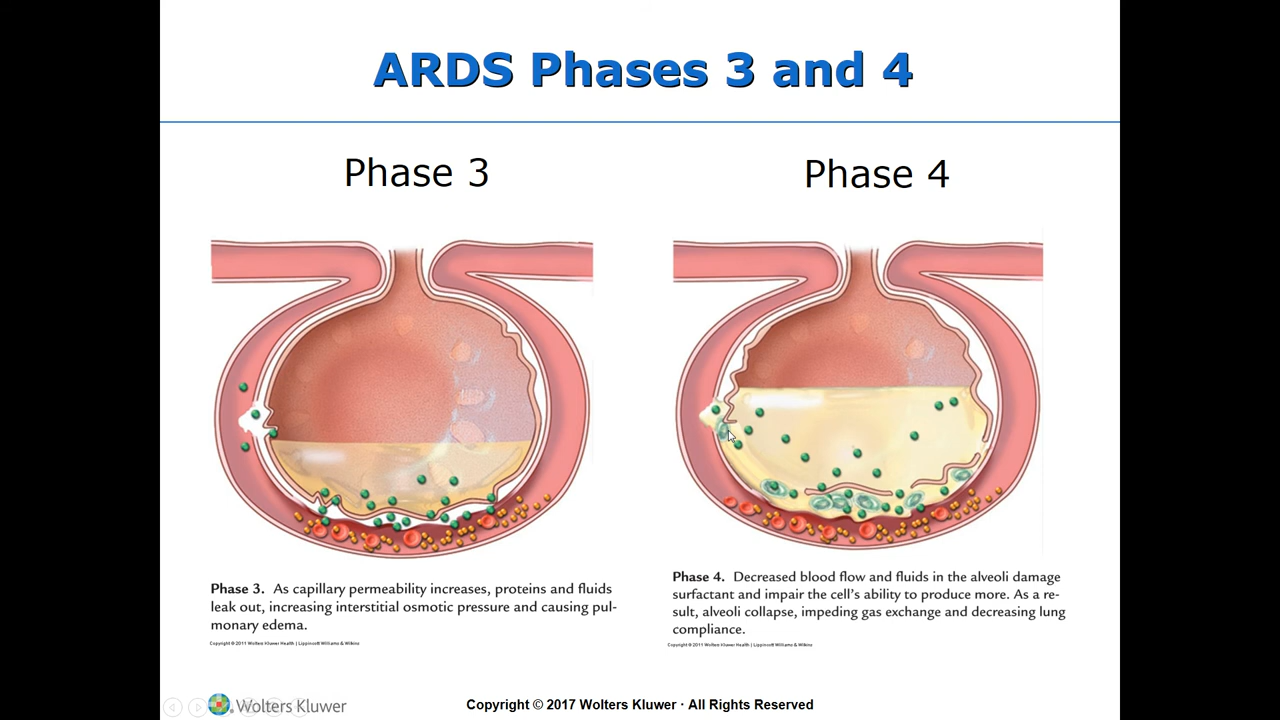 ARDS Phases 3 and 4
Phase 3
Phase 4
Phase 3. As capillary permeability increases, proteins and fluids
leak out, increasing interstitial osmotic pressure and causing pul-
monary edema.
Copyright © 2011 Wolters Kluwer Health | Lippincott Williams & Wilkins
Phase 4. Decreased blood flow and fluids in the alveoli damage
surfactant and impair the cell's ability to produce more. As a re-
sult, alveoli collapse, impeding gas exchange and decreasing lung
compliance.
Copyright © 2011 Wolters Kluwer Health | Lippincott Williams & Wilkins
Wolters Kluwer
Copyright © 2017 Wolters Kluwer · All Rights Reserved